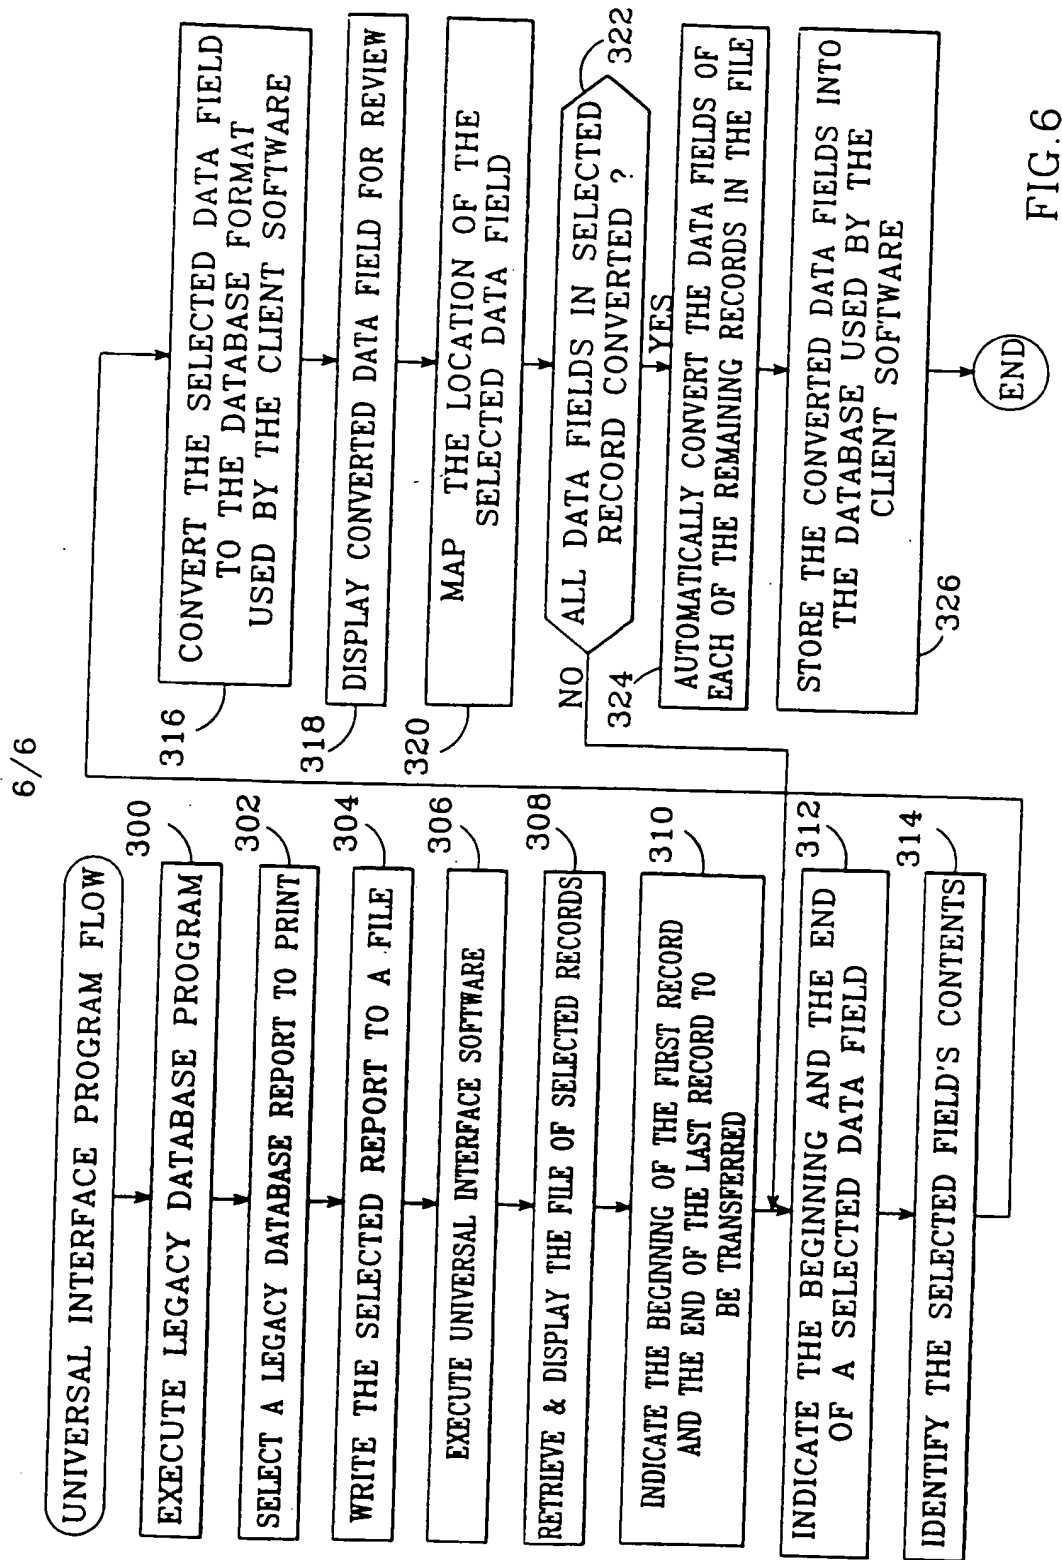 6/6
UNIVERSAL INTERFACE PROGRAM FLOW
300
EXECUTE LEGACY DATABASE PROGRAM
302
SELECT A LEGACY DATABASE REPORT TO PRINT
304
WRITE THE SELECTED REPORT TO A FILE
306
EXECUTE UNIVERSAL INTERFACE SOFTWARE
308
RETRIEVE & DISPLAY THE FILE OF SELECTED RECORDS
310
INDICATE THE BEGINNING OF THE FIRST RECORD
AND THE END OF THE LAST RECORD TO
BE TRANSFERRED
312
INDICATE THE BEGINNING AND THE END
OF A SELECTED DATA FIELD
314
IDENTIFY THE SELECTED FIELD'S CONTENTS
316
CONVERT THE SELECTED DATA FIELD
TO THE DATABASE FORMAT
USED BY THE CLIENT SOFTWARE
318
DISPLAY CONVERTED DATA FIELD FOR REVIEW
320
MAP THE LOCATION OF THE
SELECTED DATA FIELD
322
ALL DATA FIELDS IN SELECTED
RECORD CONVERTED ?
NO
YES
324
AUTOMATICALLY CONVERT THE DATA FIELDS OF
EACH OF THE REMAINING RECORDS IN THE FILE
STORE THE CONVERTED DATA FIELDS INTO
THE DATABASE USED BY THE
CLIENT SOFTWARE
326
END
FIG.6